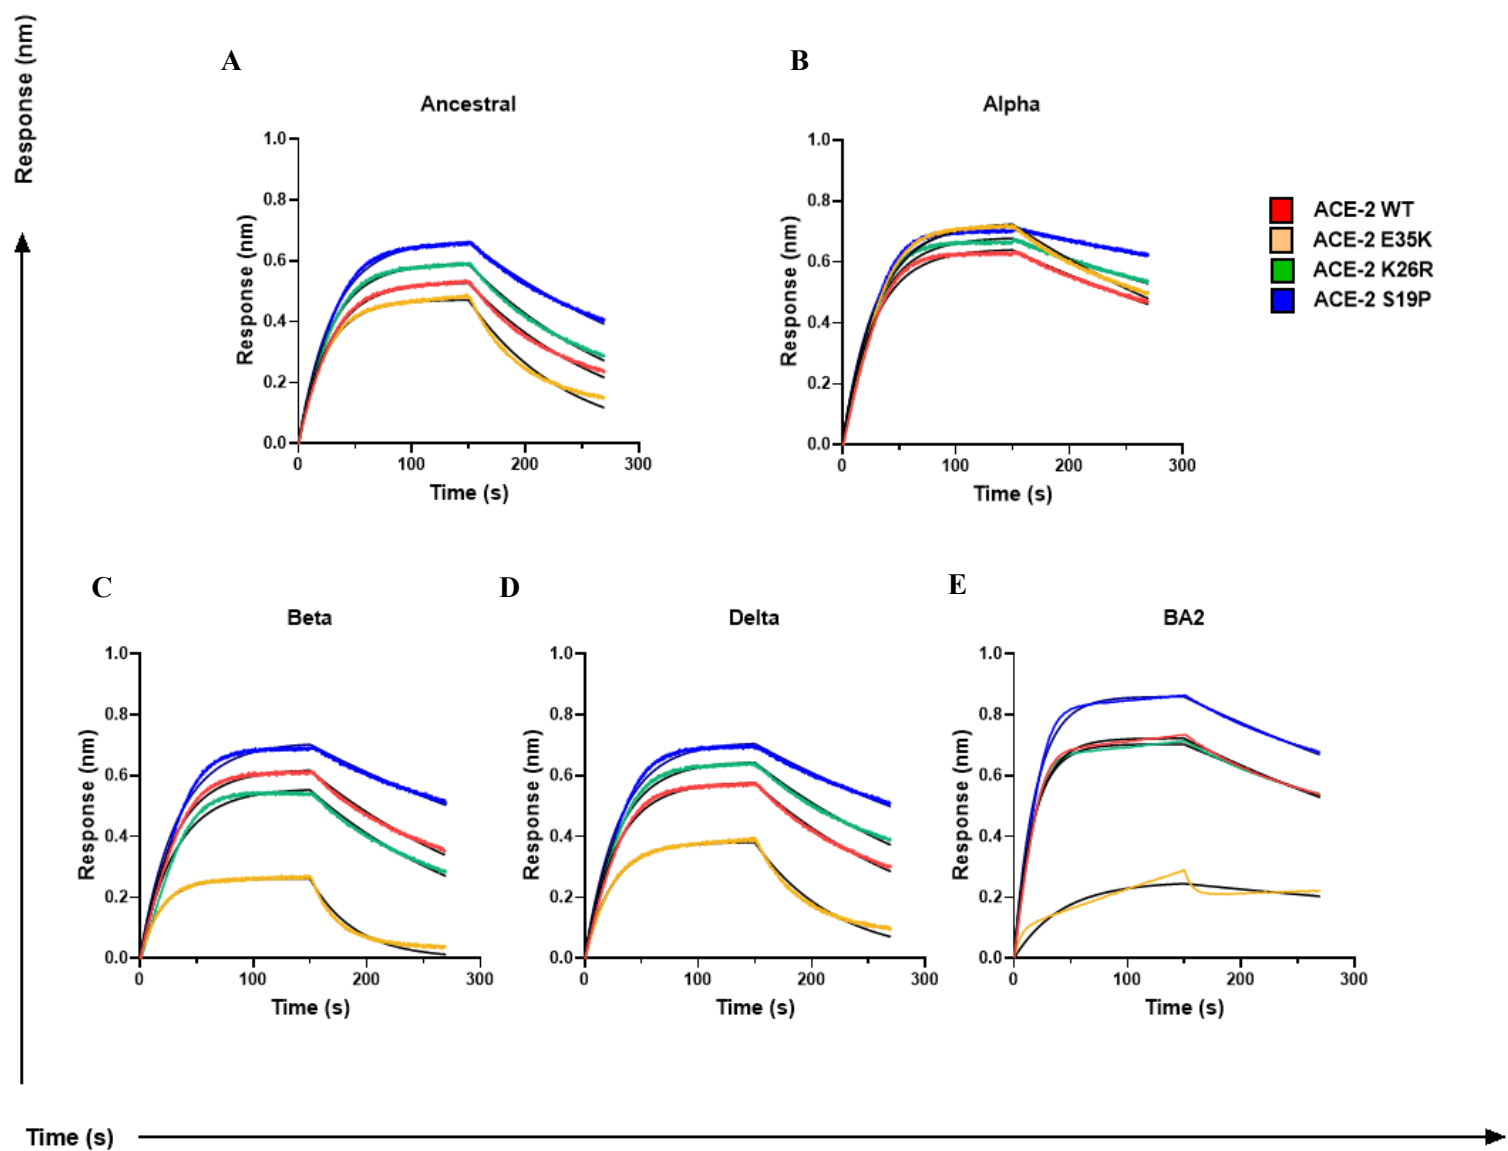 Response (nm)
A
Ancestral
1.0
0.8
0.6
0.4
0.2
0.0
Response (nm)
0 100 200 300
Time (s)
B
Alpha
1.0
0.8
0.6
0.4
0.2
0.0
Response (nm)
0 100 200 300
Time (s)
ACE-2 WT
ACE-2 E35K
ACE-2 K26R
ACE-2 S19P
C
Beta
1.0
0.8
0.6
0.4
0.2
0.0
Response (nm)
0 100 200 300
Time (s)
D
Delta
1.0
0.8
0.6
0.4
0.2
0.0
Response (nm)
0 100 200 300
Time (s)
E
BA2
1.0
0.8
0.6
0.4
0.2
0.0
Response (nm)
0 100 200 300
Time (s)
Time (s)